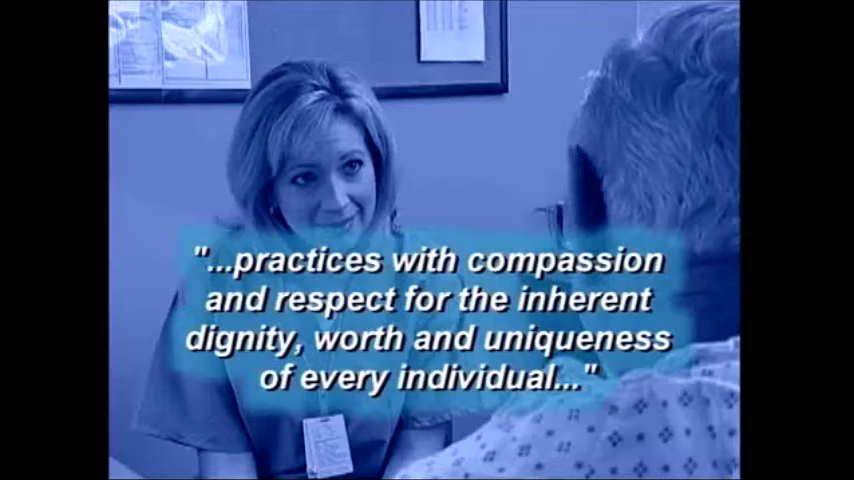 "...practices with compassion
and respect for the inherent
dignity, worth and uniqueness
of every individual..."